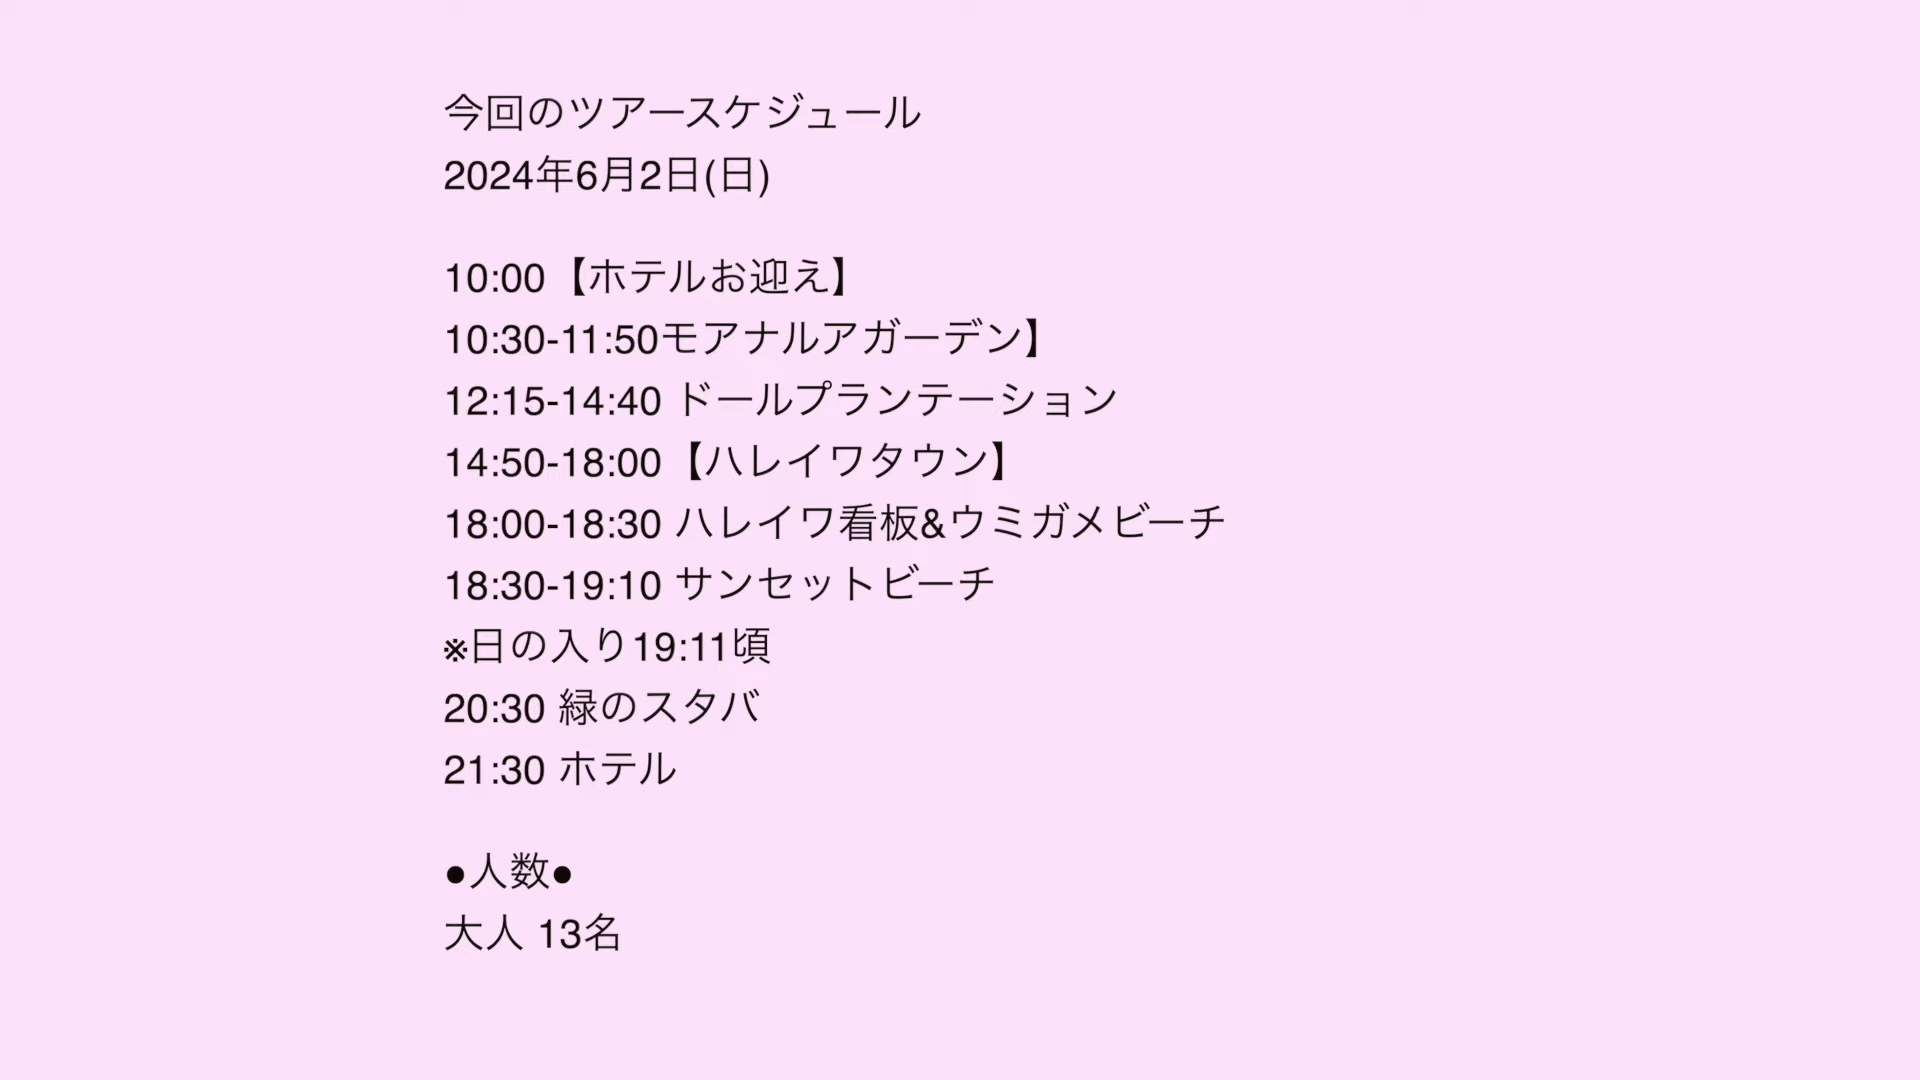 今回のツアースケジュール
2024年6月2日(日)
10:00【ホテルお迎え】
10:30-11:50モアナルアガーデン】
12:15-14:40 ドールプランテーション
14:50-18:00【ハレイワタウン】
18:00-18:30 ハレイワ看板&ウミガメビーチ
18:30-19:10 サンセットビーチ
※日の入り19:11頃
20:30 緑のスタバ
21:30 ホテル
●人数●
大人 13名